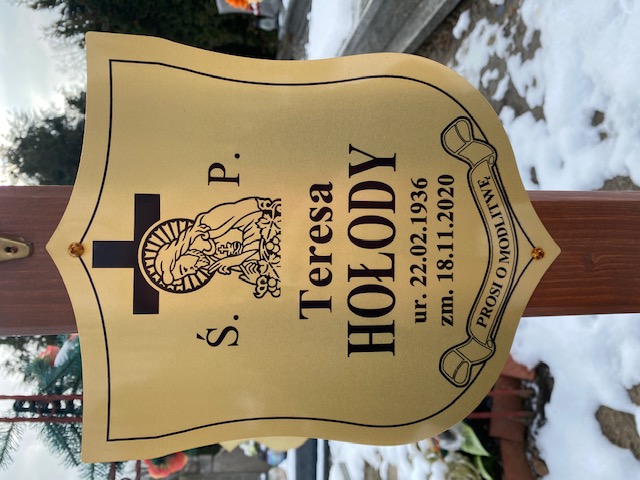 Ś. P.
Teresa
HOŁODY
ur. 22.02.1936
zm. 18.11.2020
PROSI O MODLITWĘ